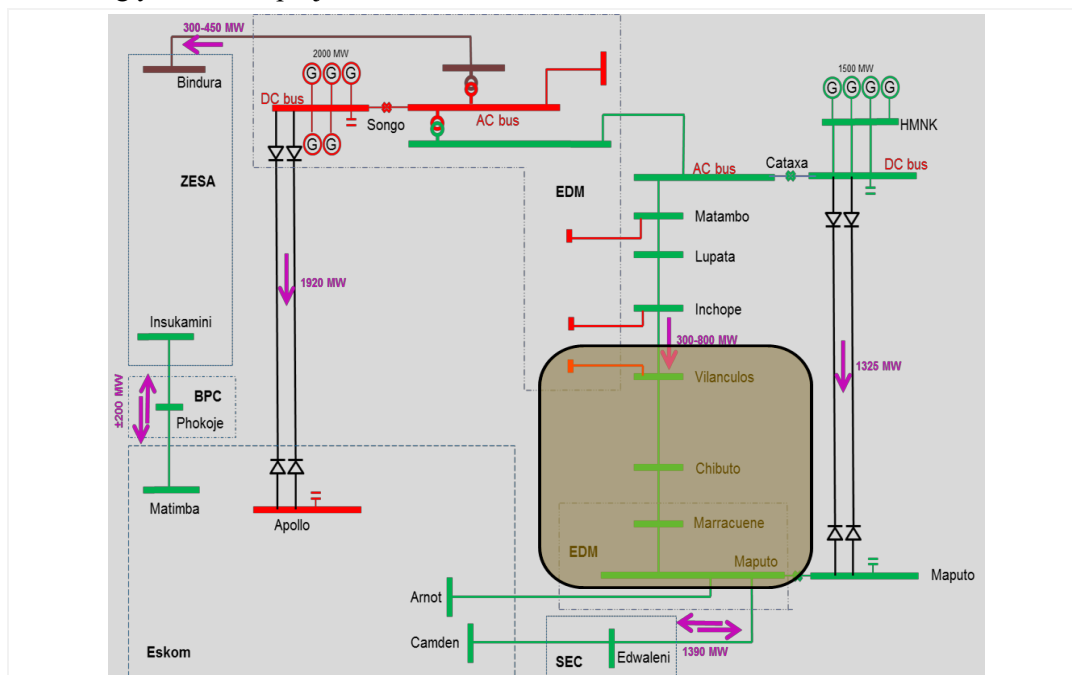 300-450 MW
Bindura
2000 MW
G G G
DC bus
Songo
AC bus
G G
ZESA
EDM
1500 MW
G G G G
HMNK
Cataxa
AC bus
DC bus
Matambo
Lupata
Inchope
1920 MW
300-800 MW
1325 MW
Insukamini
Vilanculos
±200 MW
BPC
Phokoje
Chibuto
Matimba
Apollo
Marracuene
EDM
Maputo
Maputo
Arnot
Camden
1390 MW
Eskom
SEC
Edwaleni